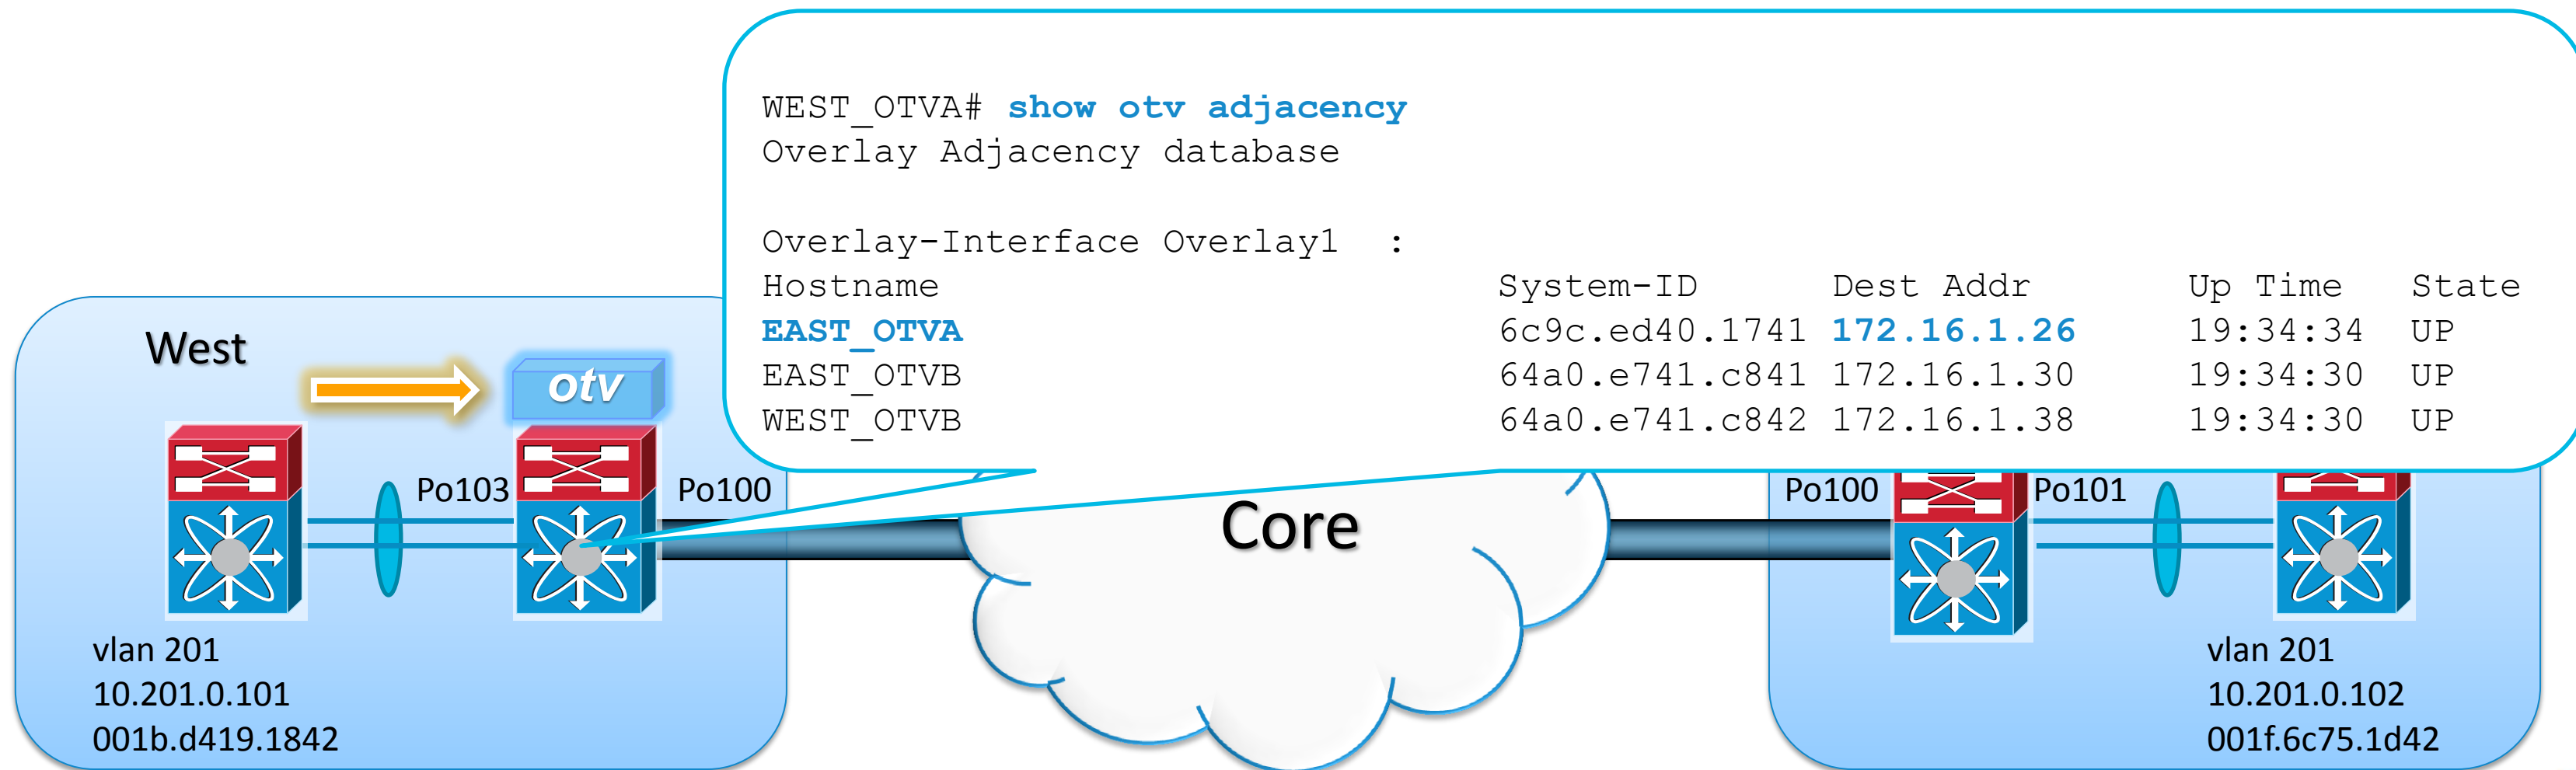 WEST_OTVA# show otv adjacency
Overlay Adjacency database
Overlay-Interface Overlay1  :
Hostname System-ID Dest Addr Up Time State
EAST_OTVA 6c9c.ed40.1741 172.16.1.26 19:34:34 UP
EAST_OTVB 64a0.e741.c841 172.16.1.30 19:34:30 UP
WEST_OTVB 64a0.e741.c842 172.16.1.38 19:34:30 UP
West
otv
Po103
Po100
Core
Po100
Po101
vlan 201
10.201.0.101
001b.d419.1842
vlan 201
10.201.0.102
001f.6c75.1d42